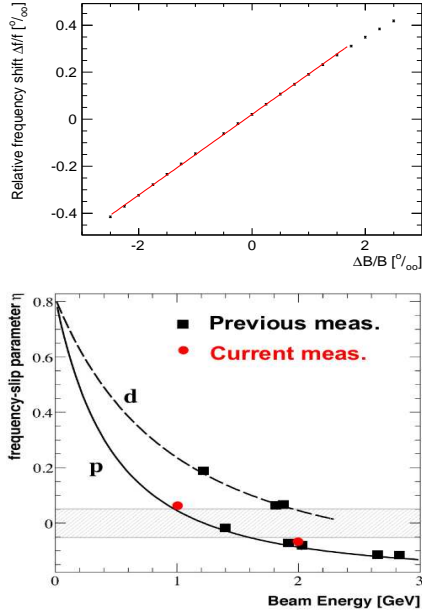 Relative frequency shift Δf/f [°/oo]
0.4
0.2
0
-0.2
-0.4
-2
0
2
ΔB/B [°/oo]
frequency-slip parameter η
0.8
0.6
0.4
0.2
0
-0.2
Previous meas.
Current meas.
d
p
0
1
2
3
Beam Energy [GeV]